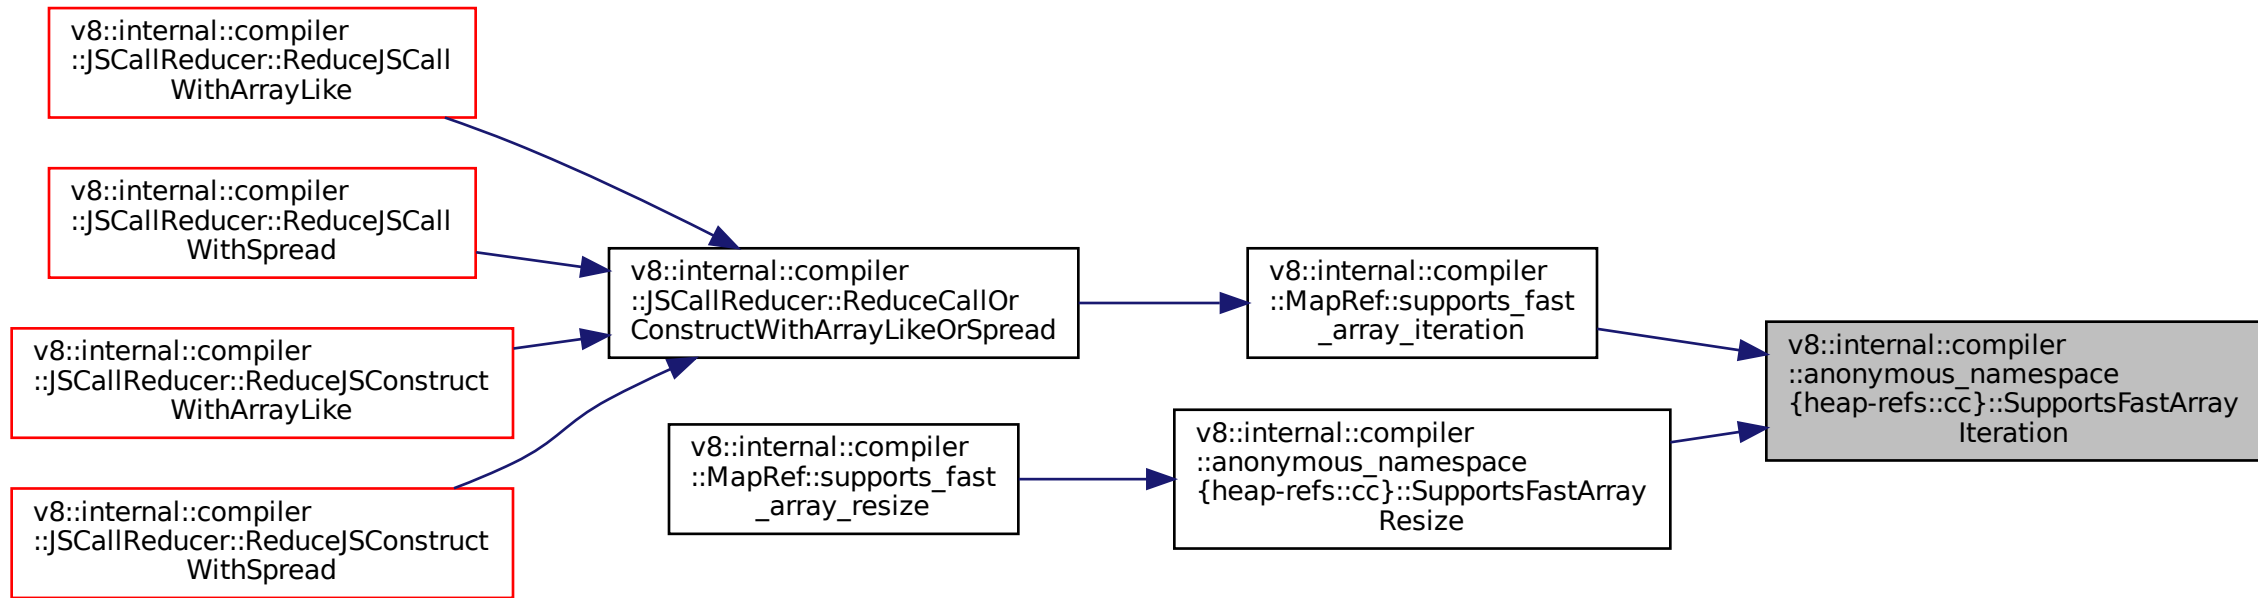 v8::internal::compiler
::JSCallReducer::ReduceJSCall
WithArrayLike
v8::internal::compiler
::JSCallReducer::ReduceJSCall
WithSpread
v8::internal::compiler
::JSCallReducer::ReduceJSConstruct
WithArrayLike
v8::internal::compiler
::JSCallReducer::ReduceJSConstruct
WithSpread
v8::internal::compiler
::JSCallReducer::ReduceCallOr
ConstructWithArrayLikeOrSpread
v8::internal::compiler
::MapRef::supports_fast
_array_resize
v8::internal::compiler
::MapRef::supports_fast
_array_iteration
v8::internal::compiler
::anonymous_namespace
{heap-refs::cc}::SupportsFastArray
Resize
v8::internal::compiler
::anonymous_namespace
{heap-refs::cc}::SupportsFastArray
Iteration